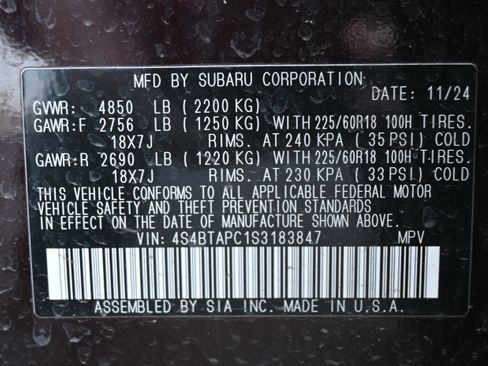 MFD BY SUBARU CORPORATION
DATE: 11/24
GVWR: 4850 LB (2200 KG)
GAWR:F 2756 LB (1250 KG) WITH 225/60R18 100H TIRES.
18X7J RIMS. AT 240 KPA (35 PSI) COLD
GAWR:R 2690 LB (1220 KG) WITH 225/60R18 100H TIRES.
18X7J RIMS. AT 230 KPA (33 PSI) COLD
THIS VEHICLE CONFORMS TO ALL APPLICABLE FEDERAL MOTOR
VEHICLE SAFETY AND THEFT PREVENTION STANDARDS
IN EFFECT ON THE DATE OF MANUFACTURE SHOWN ABOVE.
VIN: 4S4BTAPC1S3183847 MPV
ASSEMBLED BY SIA INC. MADE IN U.S.A.